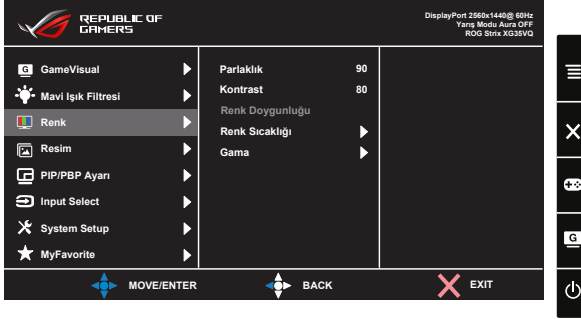 REPUBLIC OF
GAMERS
DisplayPort 2560x1440@ 60Hz
Yarış Modu Aura OFF
ROG Strix XG35VQ
G GameVisual
Mavi Işık Filtresi
Renk
Resim
PIP/PBP Ayarı
Input Select
System Setup
MyFavorite
Parlaklık 90
Kontrast 80
Renk Doygunluğu
Renk Sıcaklığı
Gama
MOVE/ENTER
BACK
EXIT
G